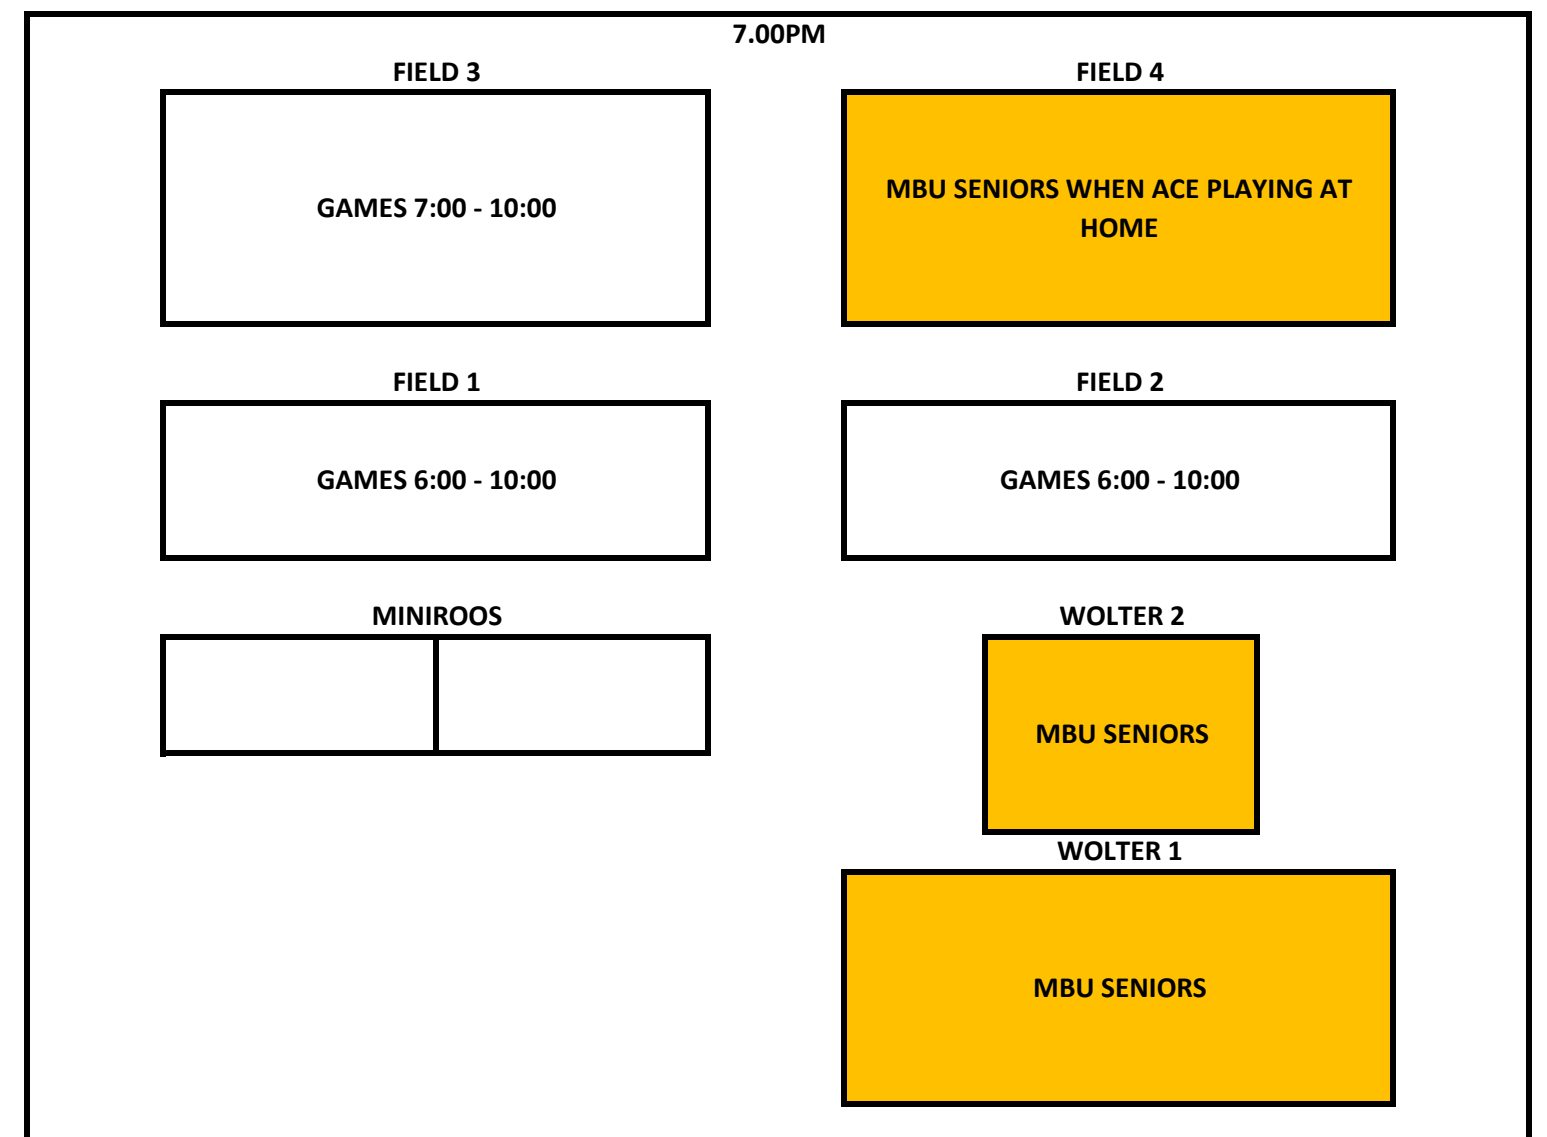 7.00PM
FIELD 3
FIELD 4
GAMES 7:00 - 10:00
MBU SENIORS WHEN ACE PLAYING AT
HOME
FIELD 1
FIELD 2
GAMES 6:00 - 10:00
GAMES 6:00 - 10:00
MINIROOS
WOLTER 2
MBU SENIORS
WOLTER 1
MBU SENIORS